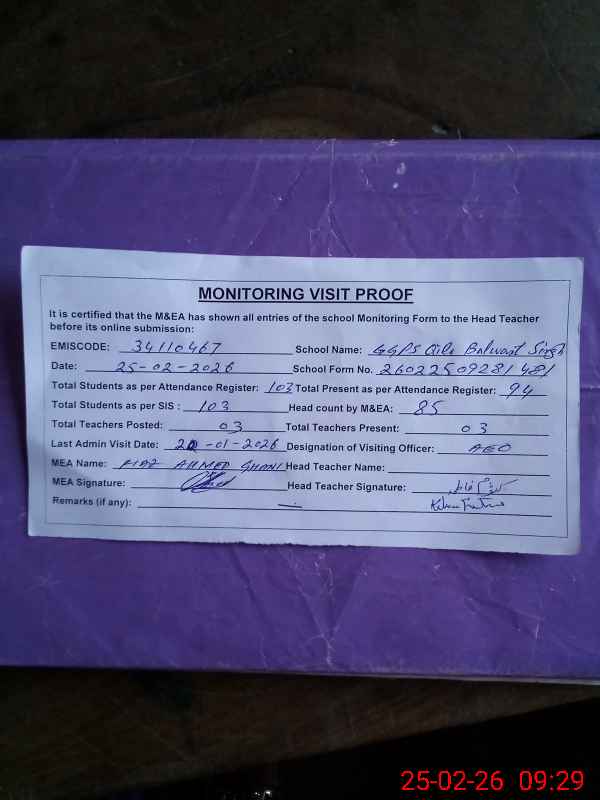 MONITORING VISIT PROOF
It is certified that the M&EA has shown all entries of the school Monitoring Form to the Head Teacher
before its online submission:
EMISCODE: 34110467 School Name: GGPS Qila Balwant Singh
Date: 25-02-2026 School Form No. 26022509281481
Total Students as per Attendance Register: 103 Total Present as per Attendance Register: 94
Total Students as per SIS : 103 Head count by M&EA: 85
Total Teachers Posted: 03 Total Teachers Present: 03
Last Admin Visit Date: -01-2026 Designation of Visiting Officer: AEO
MEA Name: AHMED GHANI Head Teacher Name:
MEA Signature: Head Teacher Signature:
Remarks (if any): —
25-02-26 09:29